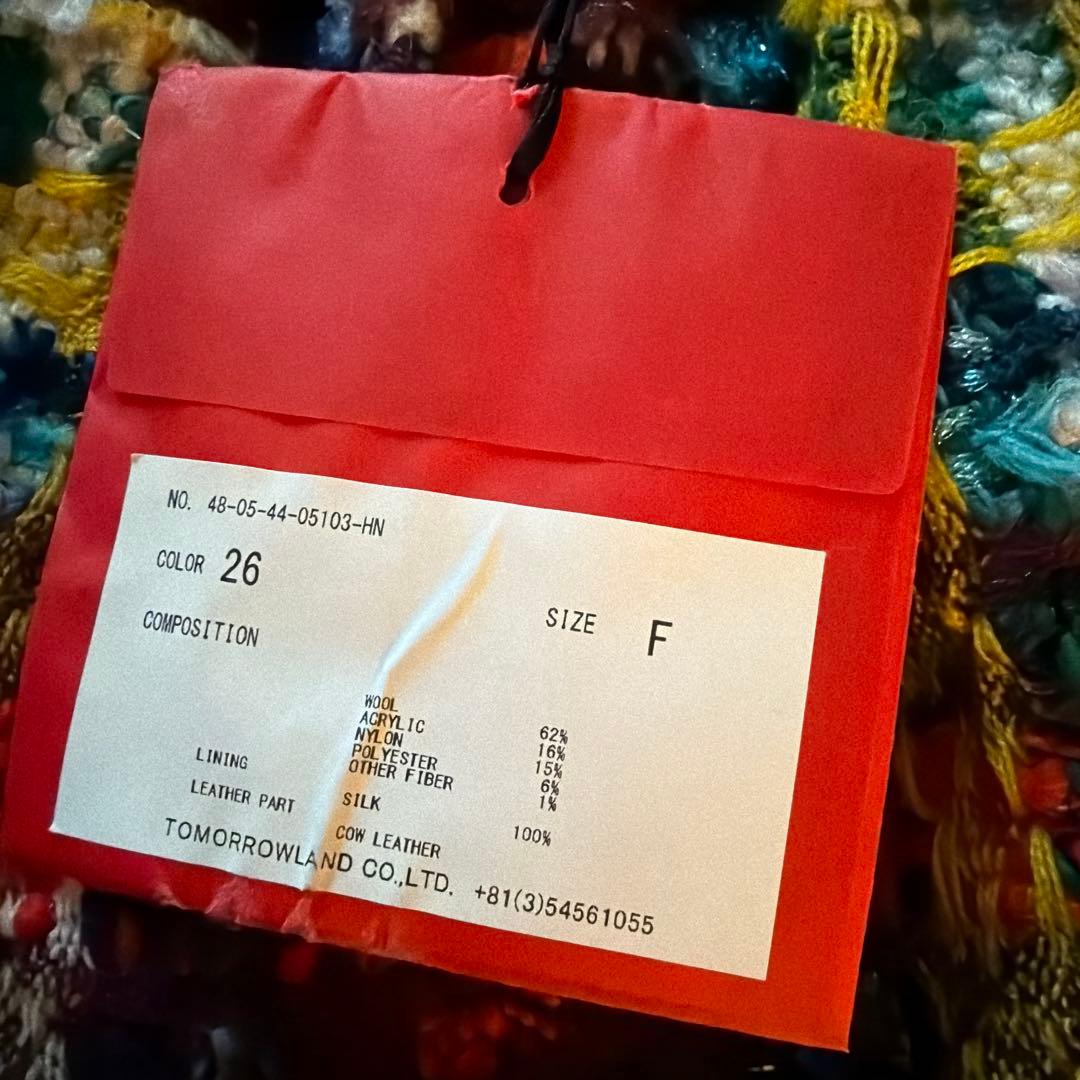 NO. 48-05-44-05103-HN
COLOR 26
SIZE F
COMPOSITION
WOOL 62%
ACRYLIC 16%
NYLON 15%
POLYESTER 6%
OTHER FIBER 1%
LINING SILK 100%
LEATHER PART COW LEATHER
TOMORROWLAND CO.,LTD. +81(3)54561055